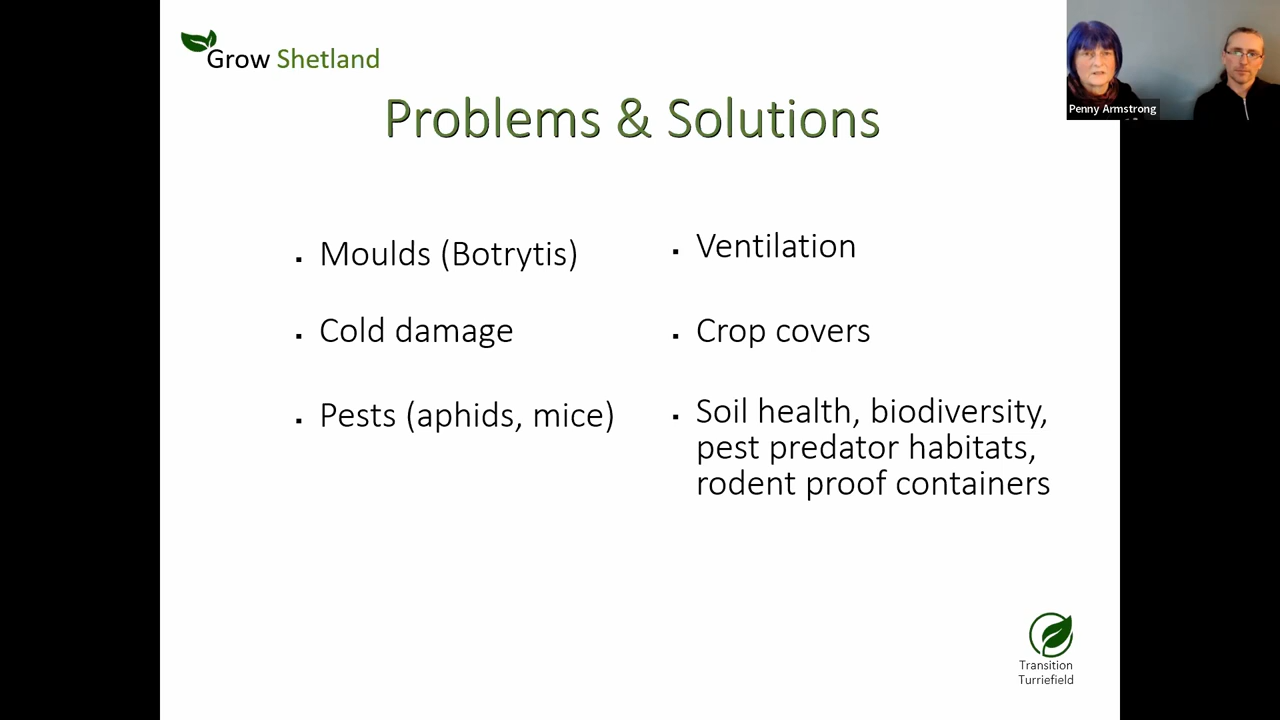 Grow Shetland
Penny Armstrong
Problems & Solutions
Moulds (Botrytis)
Cold damage
Pests (aphids, mice)
Ventilation
Crop covers
Soil health, biodiversity,
pest predator habitats,
rodent proof containers
Transition
Turriefield